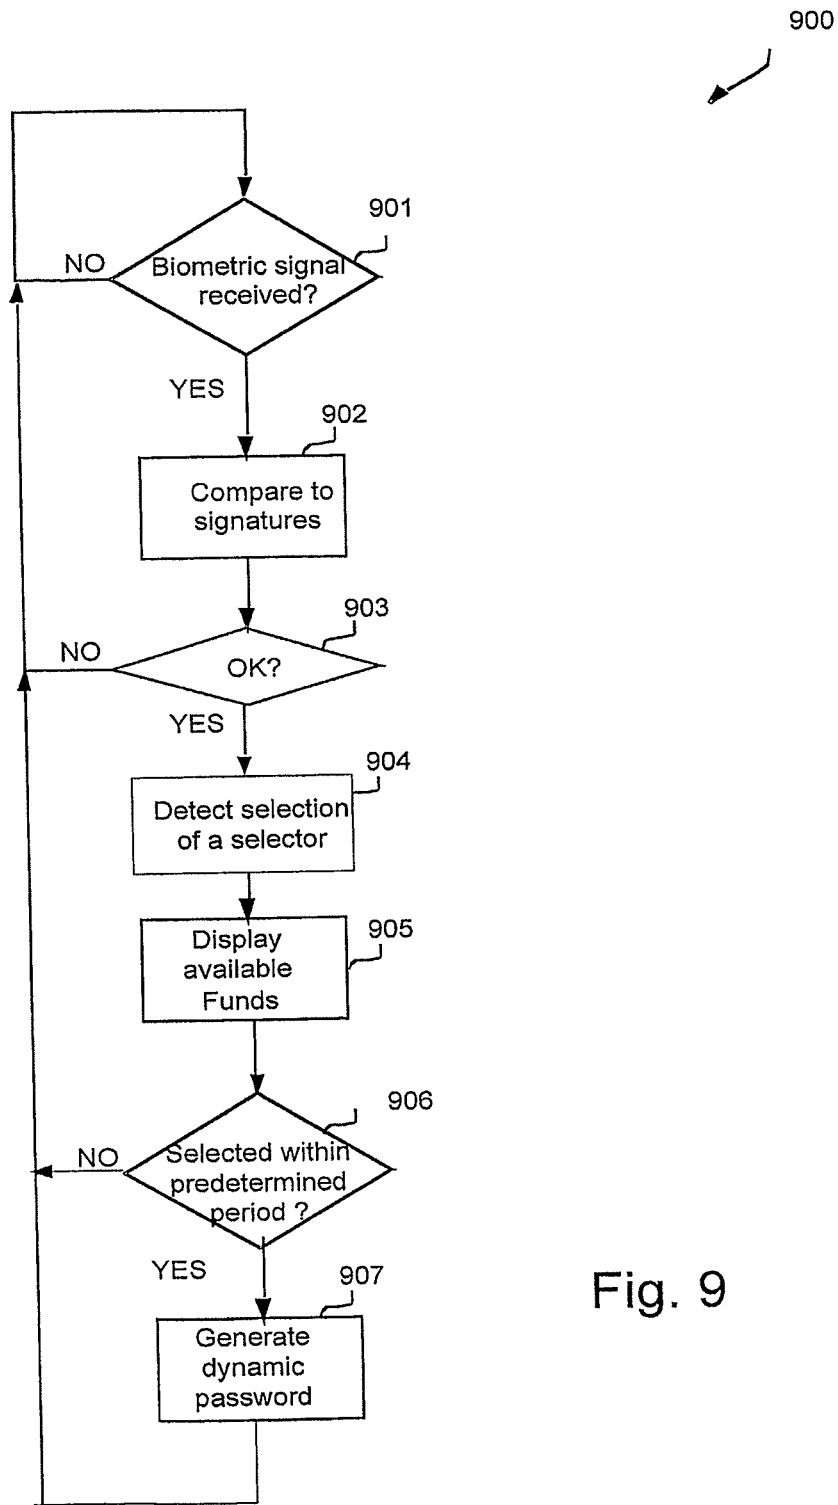 900
901
NO
Biometric signal
received?
YES
902
Compare to
signatures
903
NO
OK?
YES
904
Detect selection
of a selector
905
Display
available
Funds
906
NO
Selected within
predetermined
period ?
YES
907
Generate
dynamic
password
Fig. 9